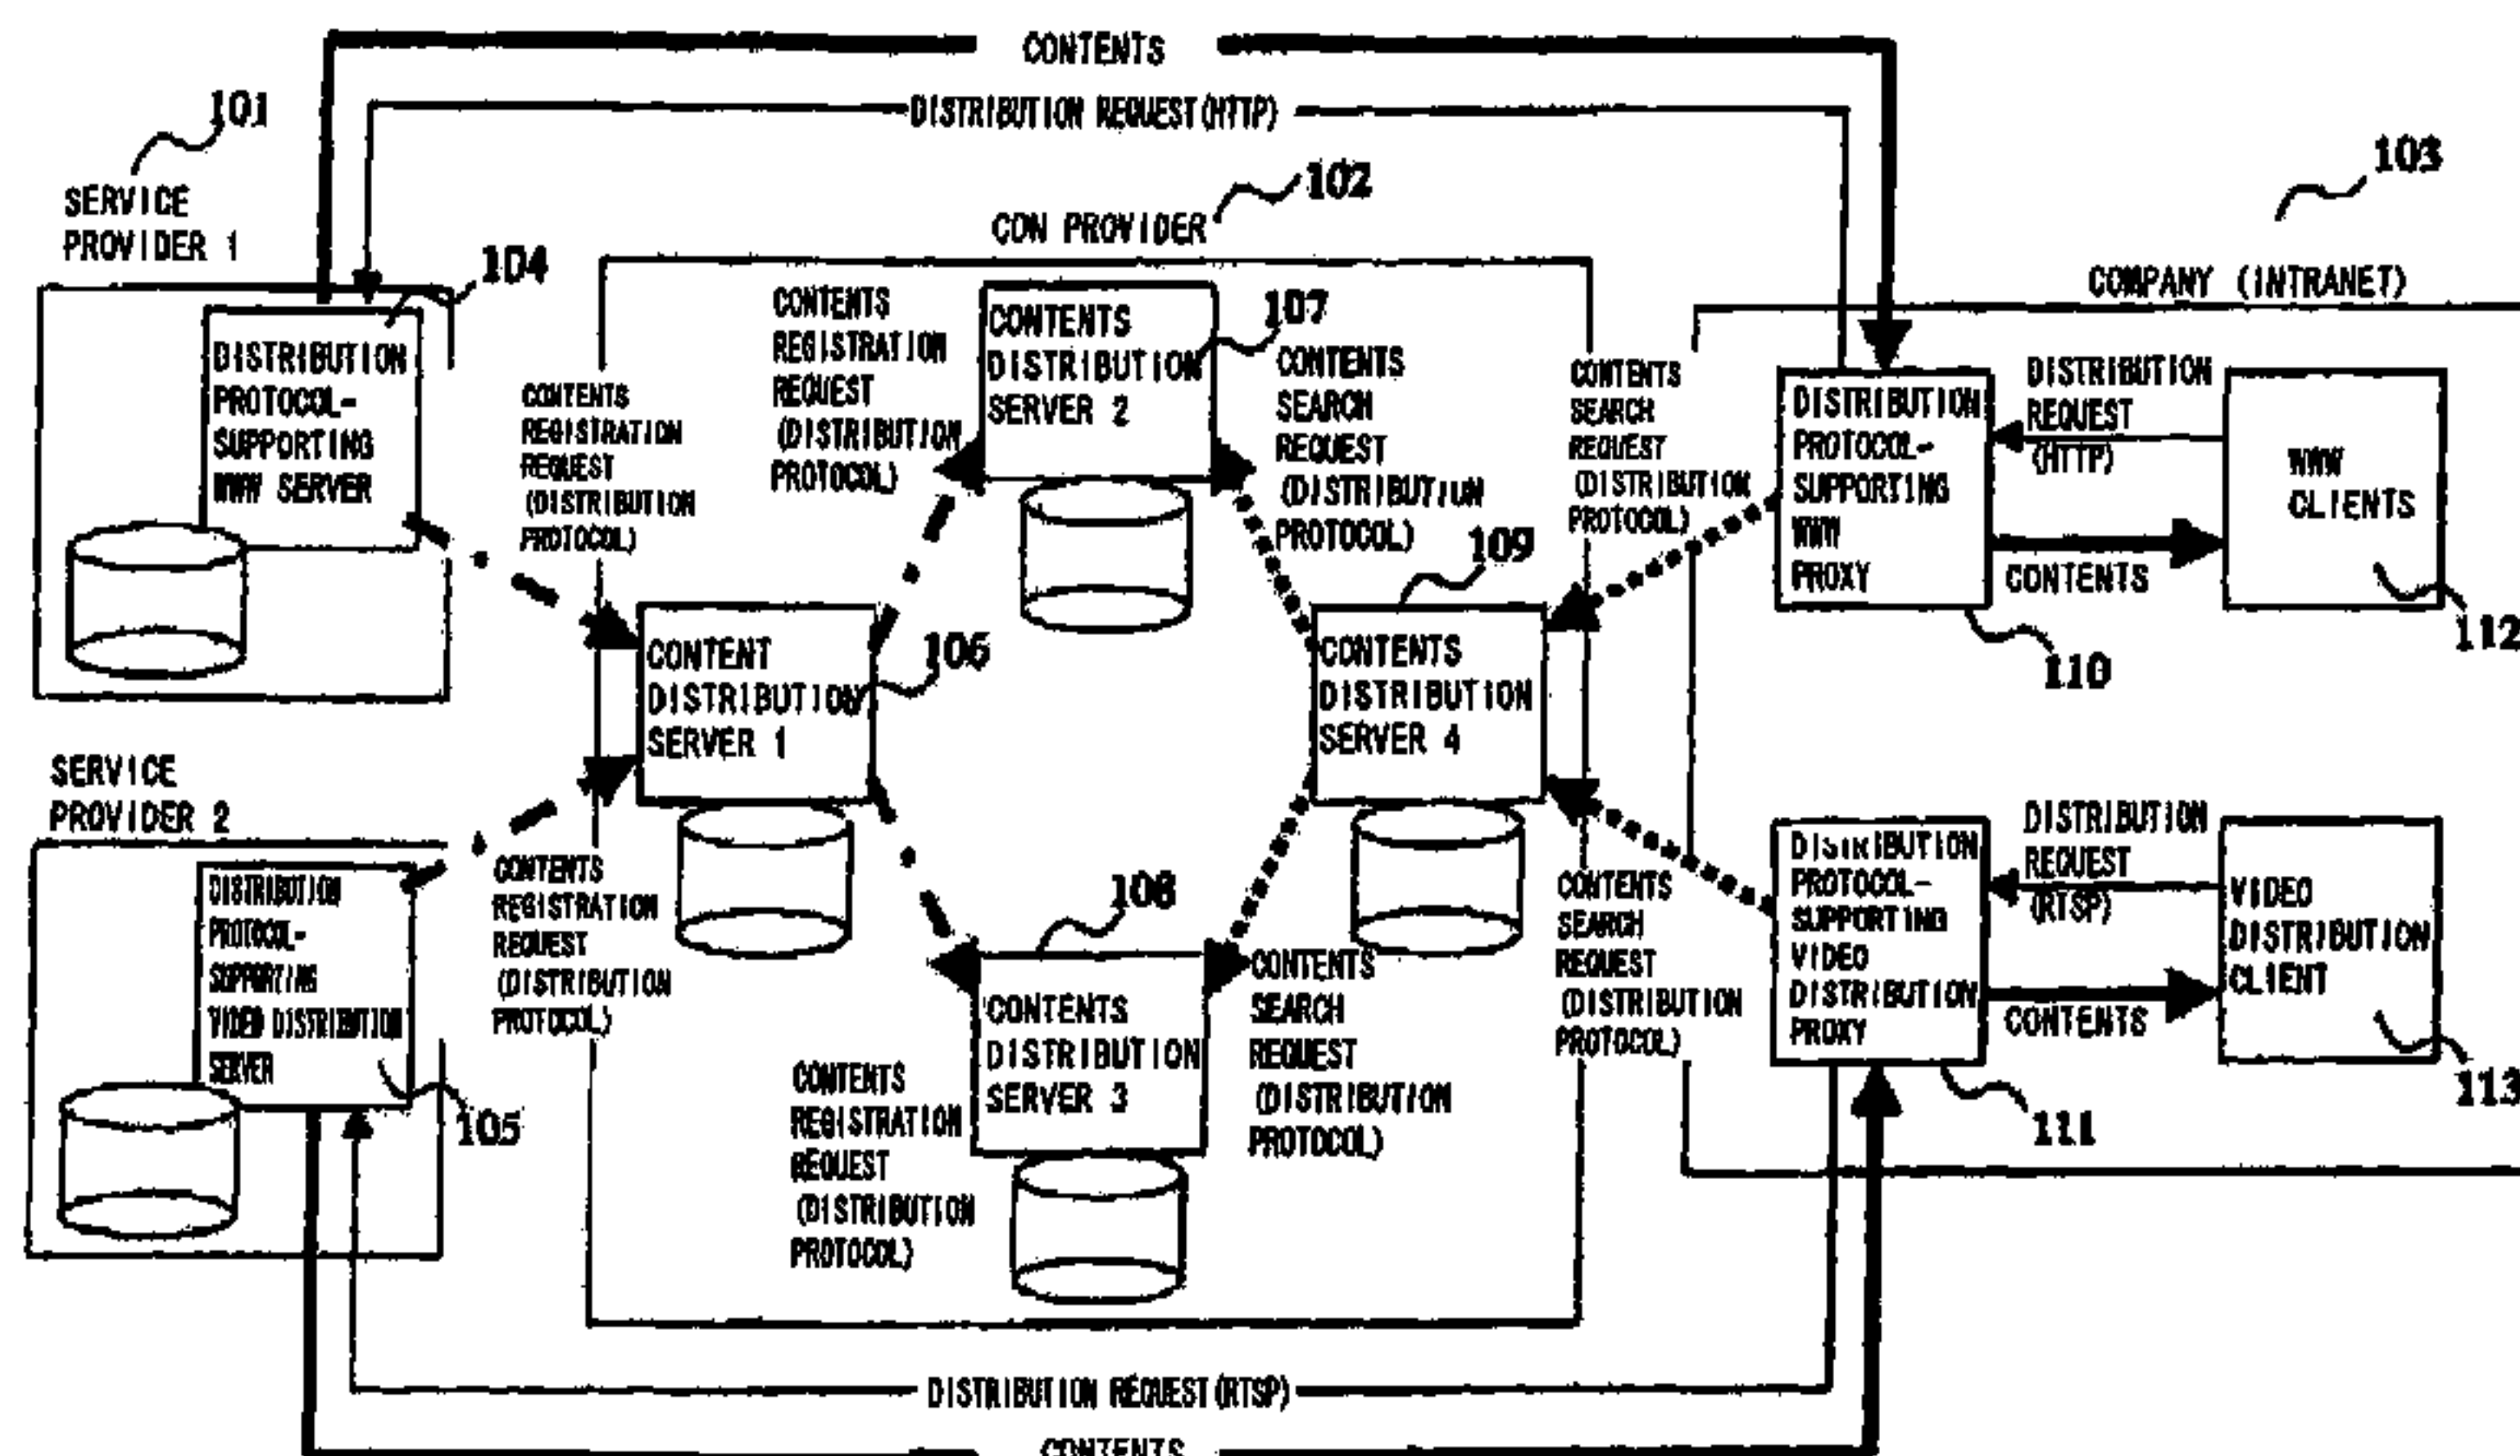 CONTENTS
DISTRIBUTION REQUEST(HTTP)
101
SERVICE
PROVIDER 1
104
DISTRIBUTION
PROTOCOL-
SUPPORTING
WWW SERVER
CONTENTS
REGISTRATION
REQUEST
(DISTRIBUTION
PROTOCOL)
102
CDN PROVIDER
CONTENTS
REGISTRATION
REQUEST
(DISTRIBUTION
PROTOCOL)
CONTENTS
DISTRIBUTION
SERVER 2
107
CONTENTS
SEARCH
REQUEST
(DISTRIBUTION
PROTOCOL)
109
CONTENTS
SEARCH
REQUEST
(DISTRIBUTION
PROTOCOL)
103
COMPANY (INTRANET)
DISTRIBUTION
PROTOCOL-
SUPPORTING
WWW
PROXY
110
DISTRIBUTION
REQUEST
(HTTP)
CONTENTS
WWW
CLIENTS
112
CONTENT
DISTRIBUTION
SERVER 1
106
CONTENTS
DISTRIBUTION
SERVER 4
SERVICE
PROVIDER 2
DISTRIBUTION
PROTOCOL-
SUPPORTING
VIDEO DISTRIBUTION
SERVER
105
CONTENTS
REGISTRATION
REQUEST
(DISTRIBUTION
PROTOCOL)
CONTENTS
REGISTRATION
REQUEST
(DISTRIBUTION
PROTOCOL)
108
CONTENTS
DISTRIBUTION
SERVER 3
CONTENTS
SEARCH
REQUEST
(DISTRIBUTION
PROTOCOL)
CONTENTS
SEARCH
REQUEST
(DISTRIBUTION
PROTOCOL)
DISTRIBUTION
PROTOCOL-
SUPPORTING
VIDEO
DISTRIBUTION
PROXY
111
DISTRIBUTION
REQUEST
(RTSP)
CONTENTS
VIDEO
DISTRIBUTION
CLIENT
113
DISTRIBUTION REQUEST(RTSP)
CONTENTS